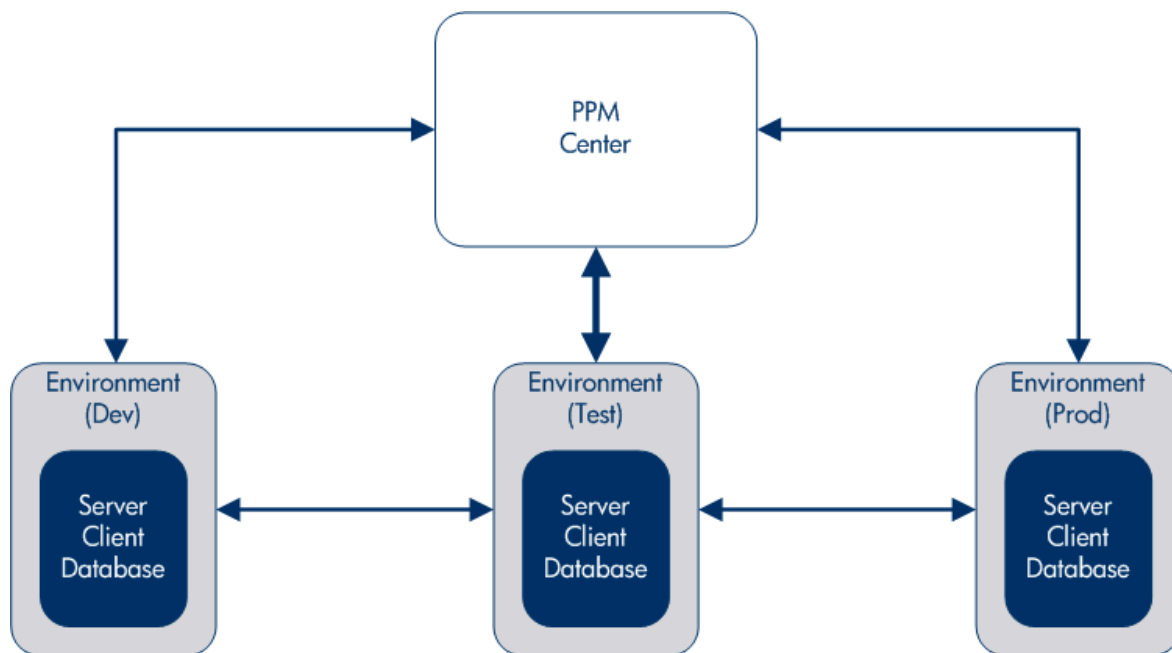 PPM
Center
Environment
(Dev)
Server
Client
Database
Environment
(Test)
Server
Client
Database
Environment
(Prod)
Server
Client
Database